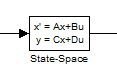 x' = Ax+Bu
y = Cx+Du
State-Space